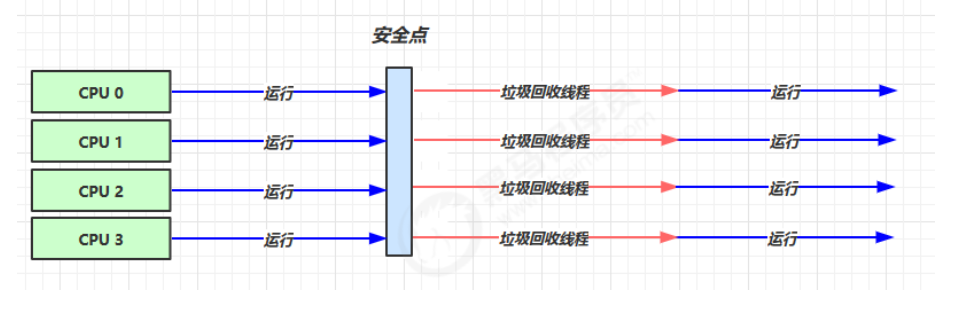 安全点
CPU 0 运行 垃圾回收线程 运行
CPU 1 运行 垃圾回收线程 运行
CPU 2 运行 垃圾回收线程 运行
CPU 3 运行 垃圾回收线程 运行